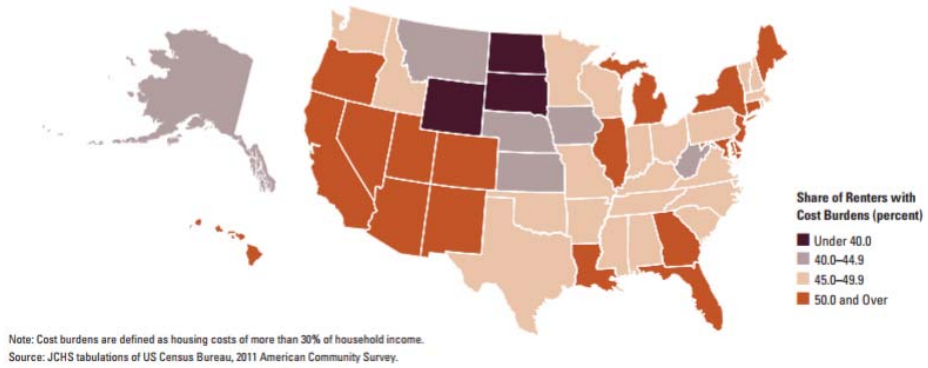 Share of Renters with
Cost Burdens (percent)
Under 40.0
40.0–44.9
45.0–49.9
50.0 and Over
Note: Cost burdens are defined as housing costs of more than 30% of household income.
Source: JCHS tabulations of US Census Bureau, 2011 American Community Survey.